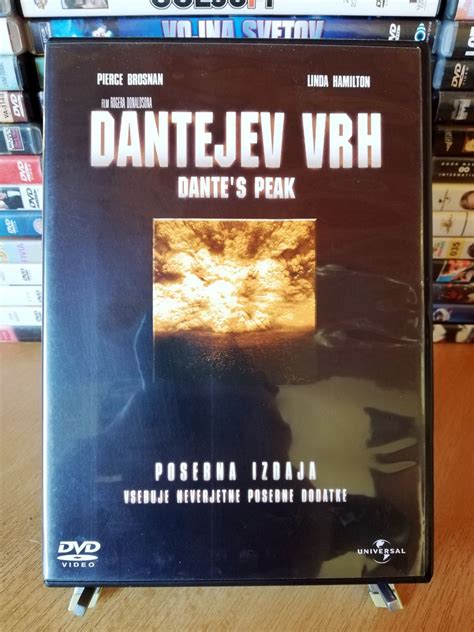 VOJNA SVETOV
PIERCE BROSNAN
LINDA HAMILTON
FILM ROGERA DONALDSONA
DANTEJEV VRH
DANTE'S PEAK
POSEBNA IZDAJA
VSEBUJE NEVERJETNE POSEBNE DODATKE
DVD
VIDEO
UNIVERSAL
035